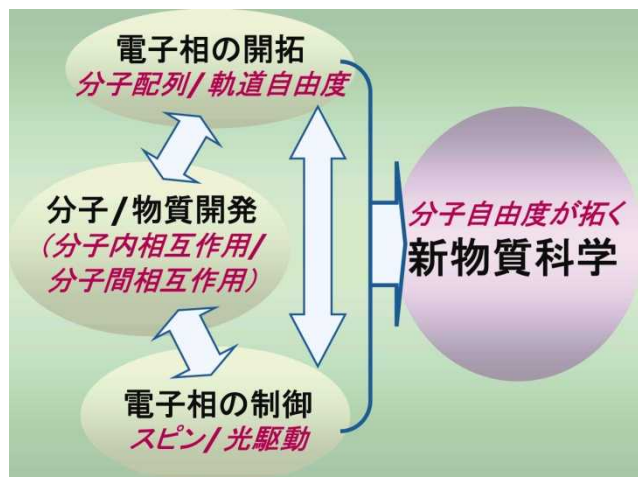 電子相の開拓
分子配列/軌道自由度
分子/物質開発
(分子内相互作用/
分子間相互作用)
電子相の制御
スピン/光駆動
分子自由度が拓く
新物質科学